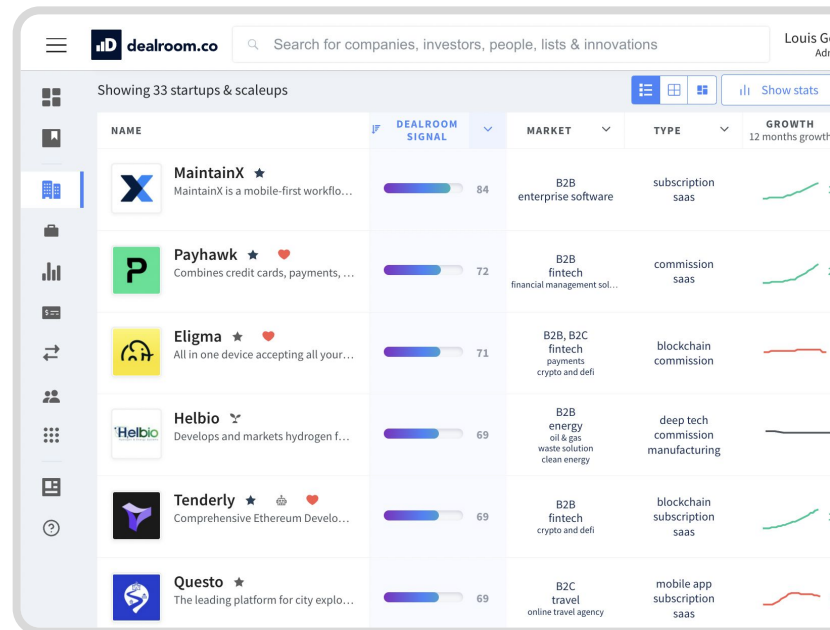 dealroom.co
Search for companies, investors, people, lists & innovations
Louis G
Adr
Showing 33 startups & scaleups
Show stats
NAME
DEALROOM
SIGNAL
MARKET
TYPE
GROWTH
12 months growth
MaintainX
MaintainX is a mobile-first workflo…
84
B2B
enterprise software
subscription
saas
Payhawk
Combines credit cards, payments, …
72
B2B
fintech
financial management sol…
commission
saas
Eligma
All in one device accepting all your…
71
B2B, B2C
fintech
payments
crypto and defi
blockchain
commission
Helbio
Helbio
Develops and markets hydrogen f…
69
B2B
energy
oil & gas
waste solution
clean energy
deep tech
commission
manufacturing
Tenderly
Comprehensive Ethereum Develo…
69
B2B
fintech
crypto and defi
blockchain
subscription
saas
Questo
The leading platform for city explo…
69
B2C
travel
online travel agency
mobile app
subscription
saas